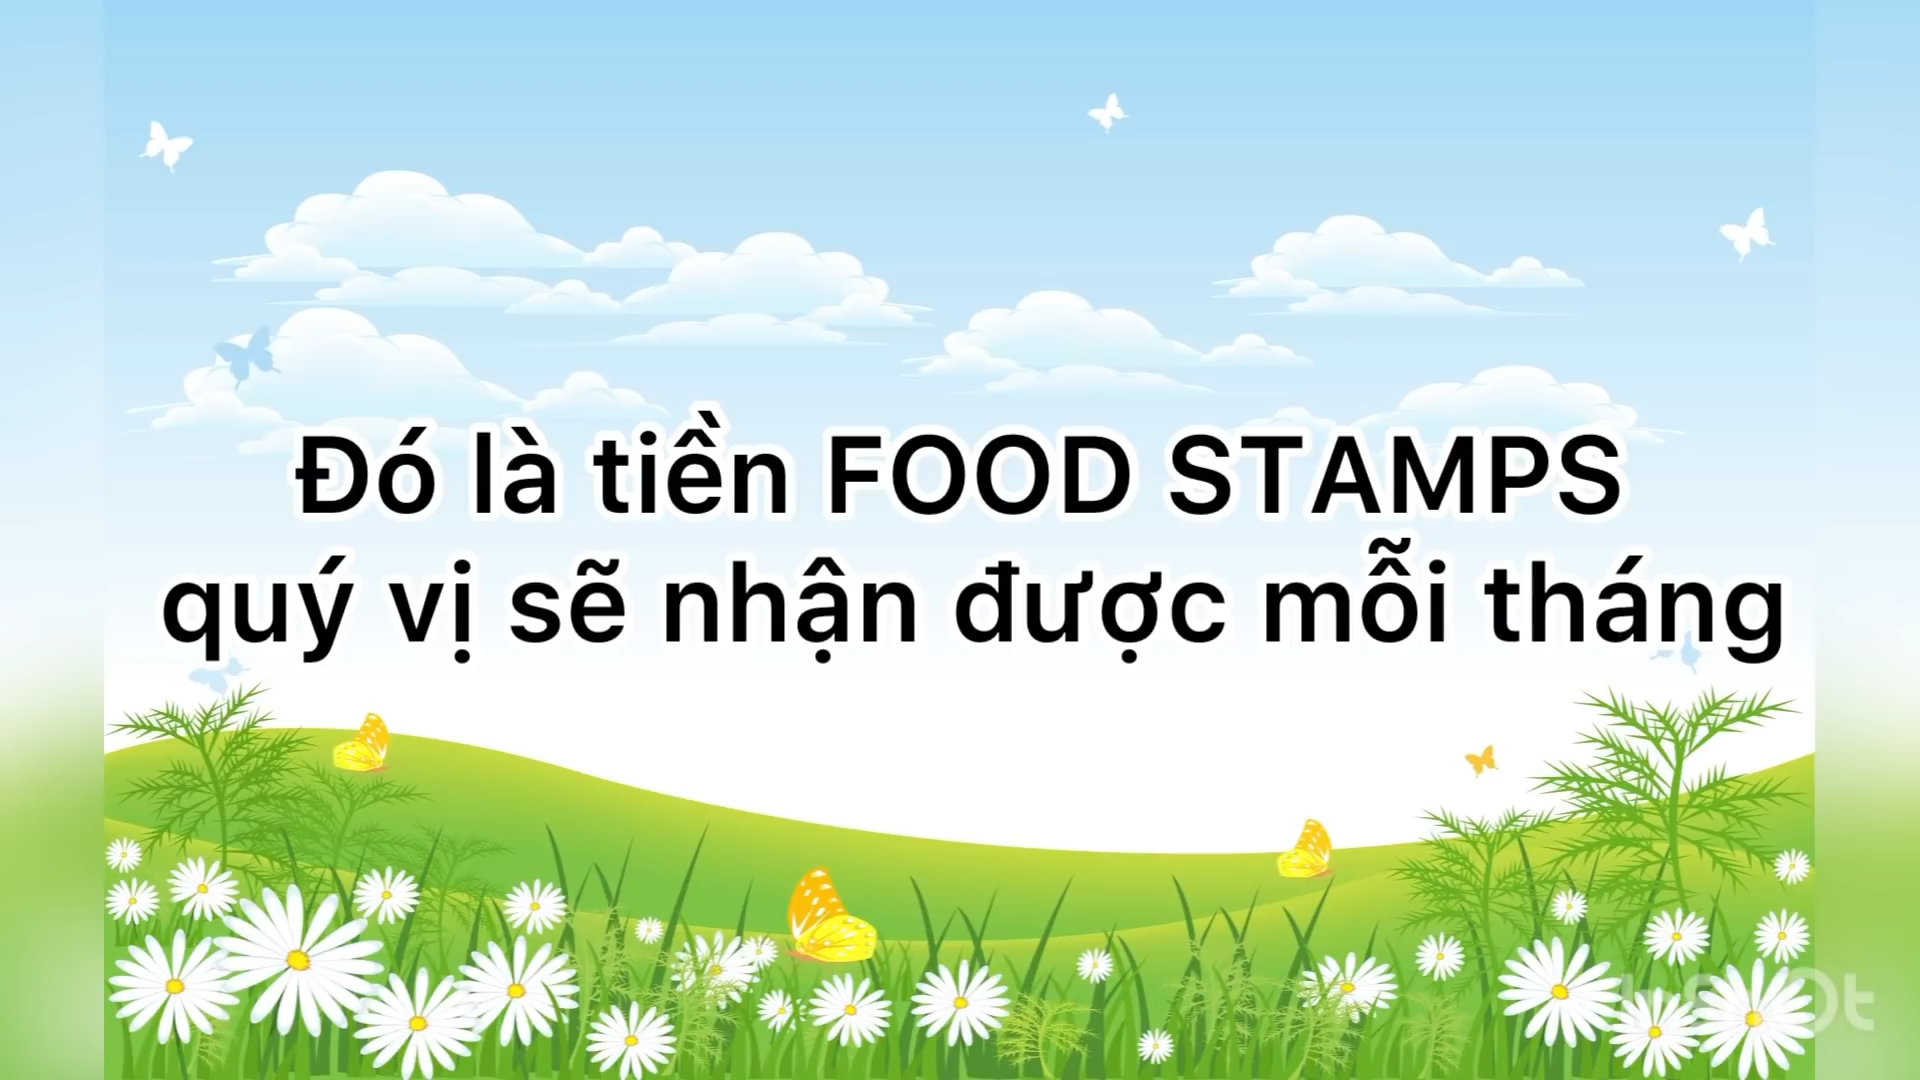 Đó là tiền FOOD STAMPS
quý vị sẽ nhận được mỗi tháng